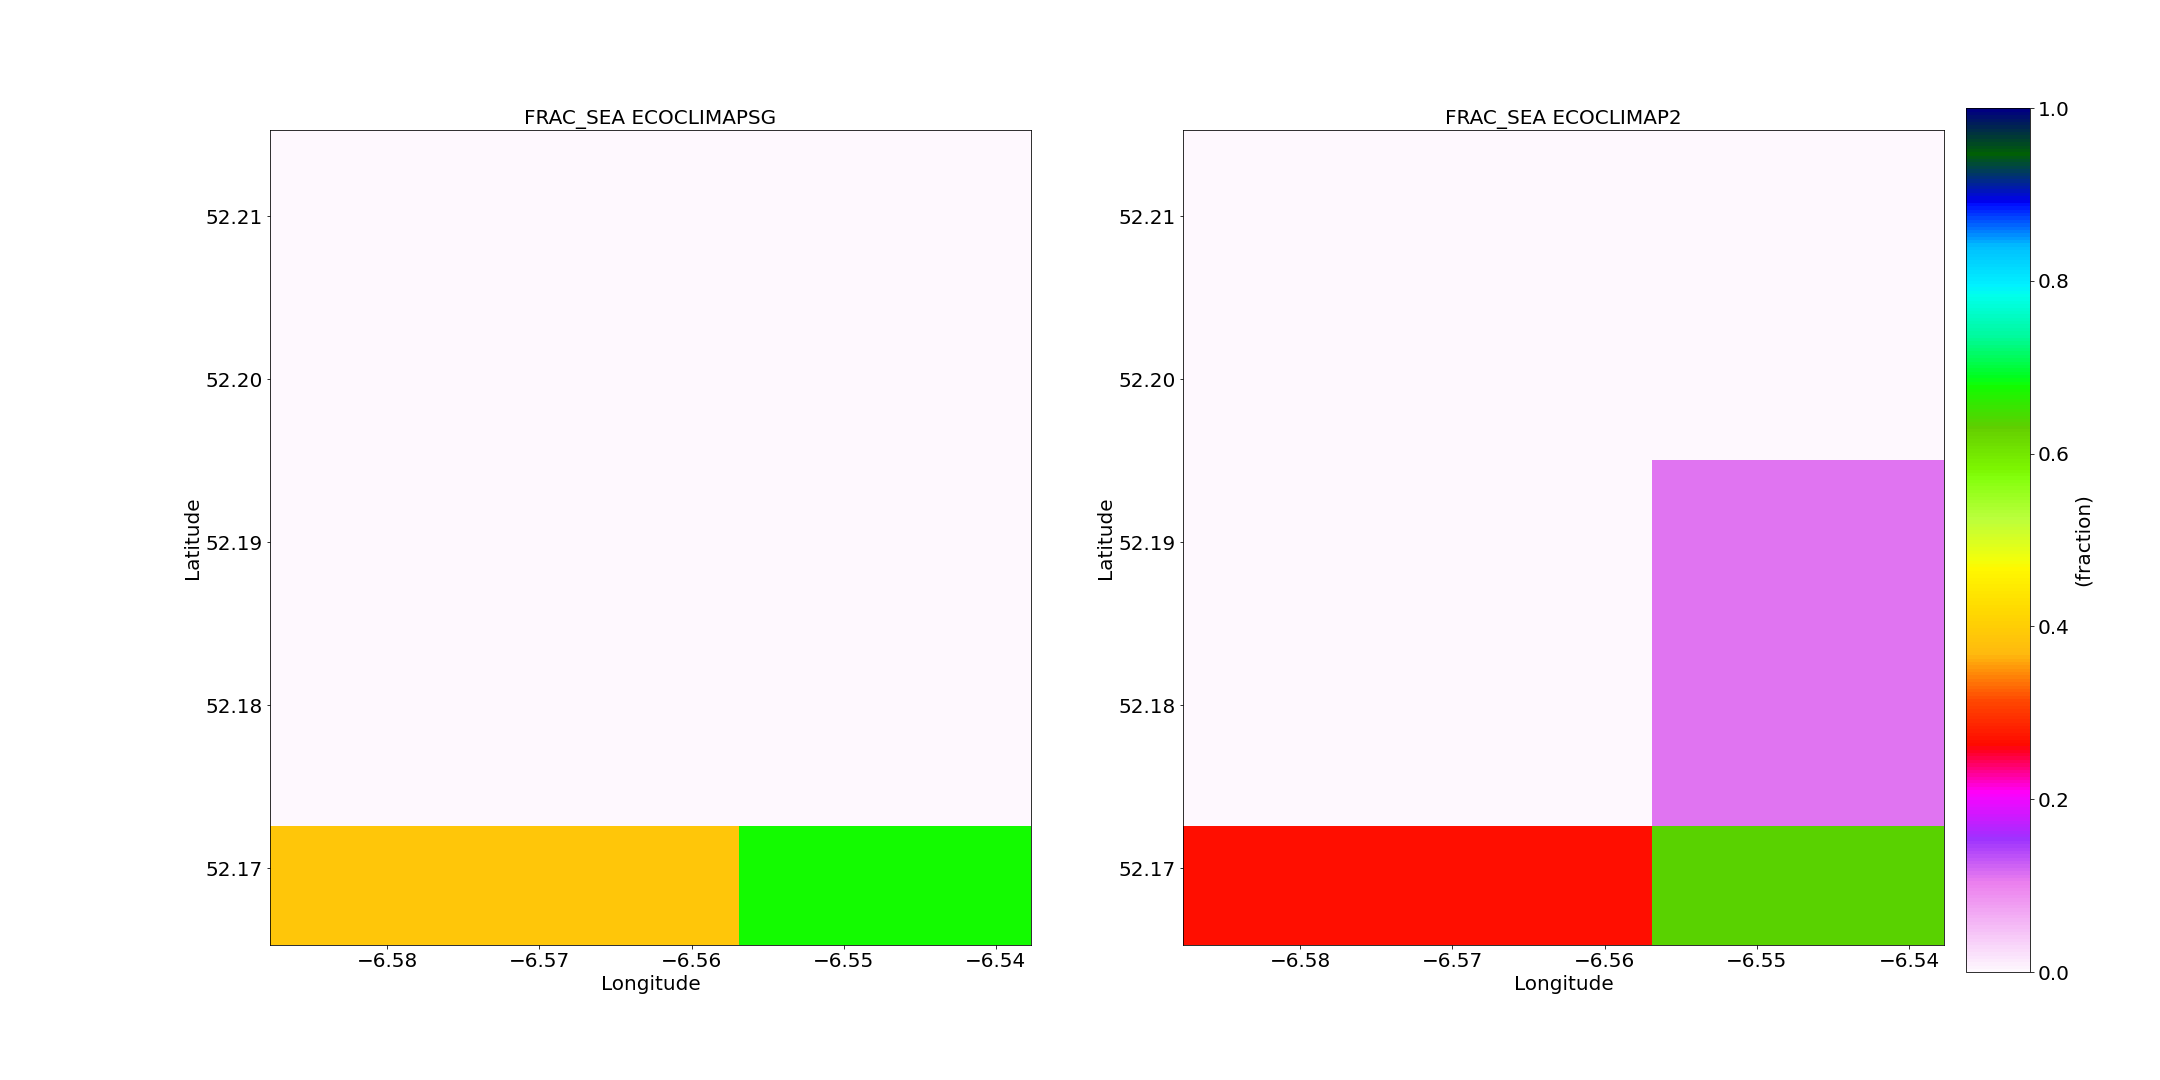 FRAC_SEA ECOCLIMAPSG
52.21
52.20
52.19
52.18
52.17
Latitude
−6.58 −6.57 −6.56 −6.55 −6.54
Longitude
FRAC_SEA ECOCLIMAP2
52.21
52.20
52.19
52.18
52.17
Latitude
−6.58 −6.57 −6.56 −6.55 −6.54
Longitude
1.0
0.8
0.6
0.4
0.2
0.0
(fraction)